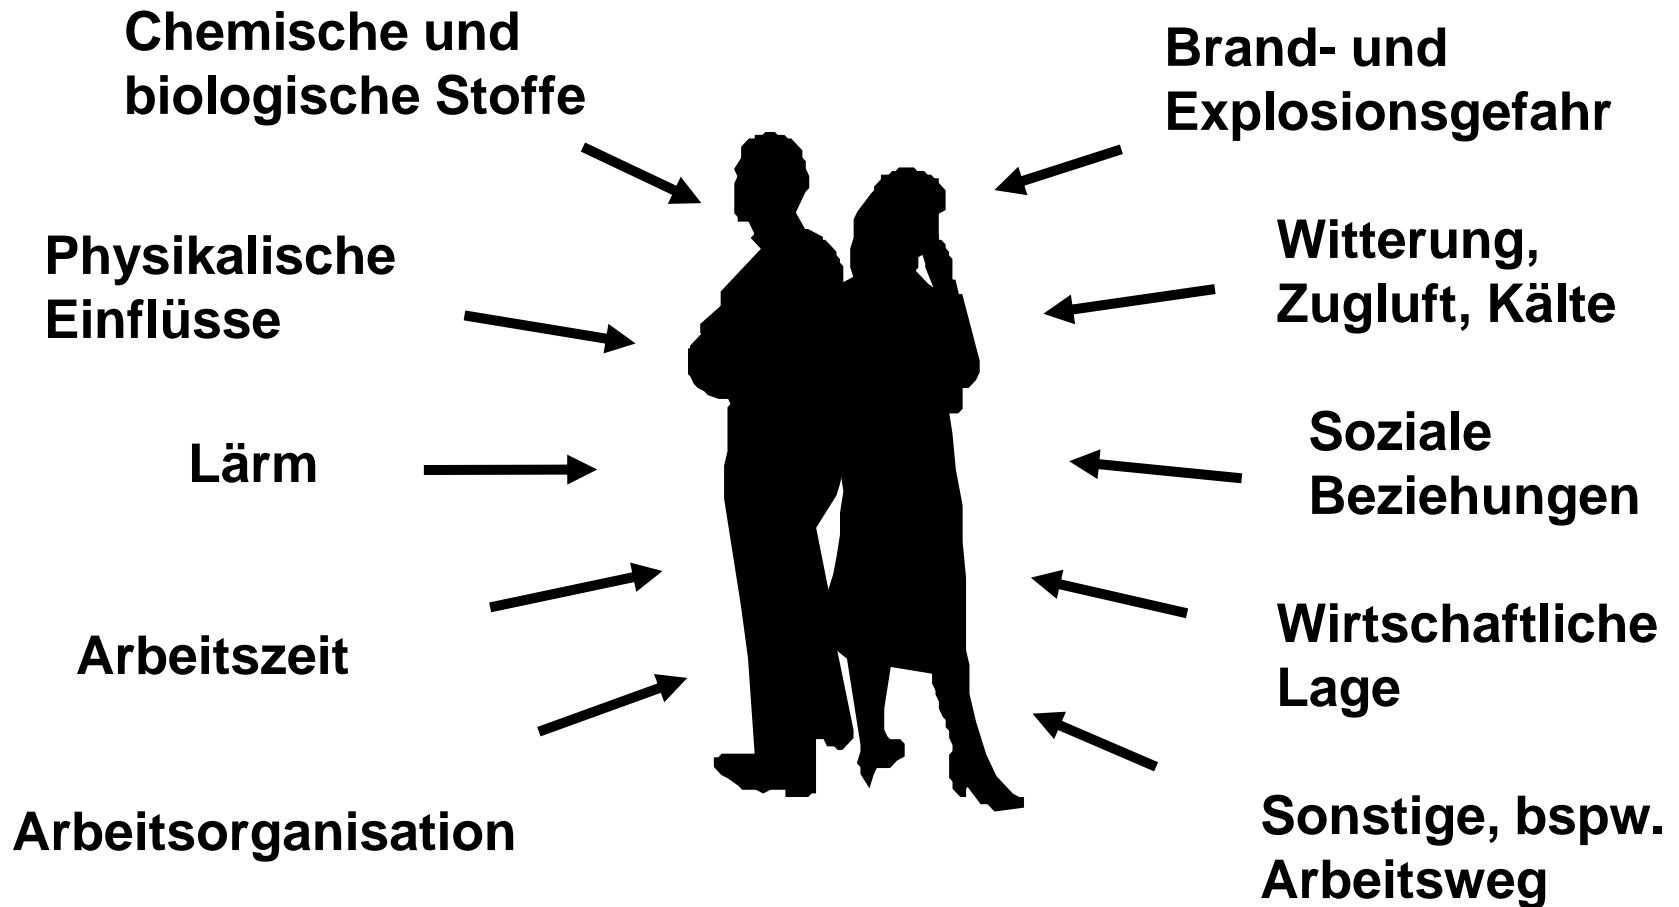 Chemische und
biologische Stoffe
Physikalische
Einflüsse
Lärm
Arbeitszeit
Arbeitsorganisation
Brand- und
Explosionsgefahr
Witterung,
Zugluft, Kälte
Soziale
Beziehungen
Wirtschaftliche
Lage
Sonstige, bspw.
Arbeitsweg